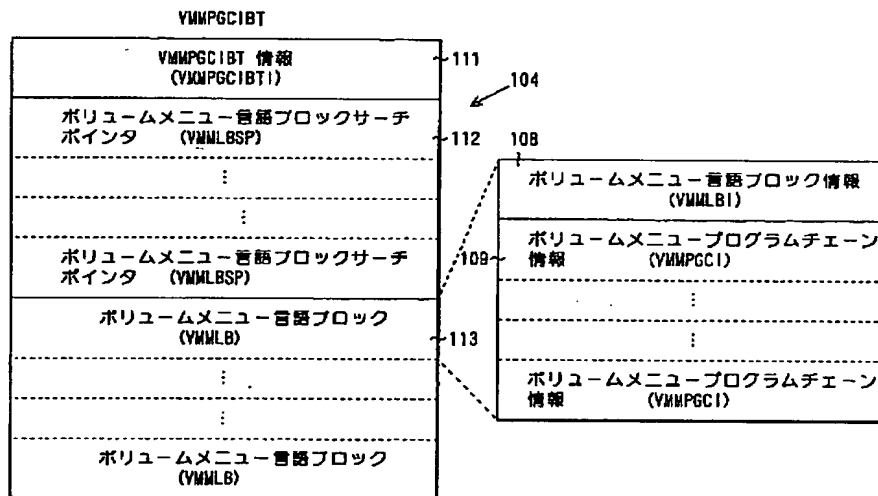 VMMPGCIBT
VMMPGCIBT 情報
(VMMPGCIBTI)
111
104
ボリュームメニュー言語ブロックサーチ
ポインタ (VMMLBSP)
112
⋮
⋮
ボリュームメニュー言語ブロックサーチ
ポインタ (VMMLBSP)
ボリュームメニュー言語ブロック
(VMMLB)
113
⋮
⋮
ボリュームメニュー言語ブロック
(VMMLB)
108
ボリュームメニュー言語ブロック情報
(VMMLBI)
109
ボリュームメニュープログラムチェーン
情報 (VMMPGCI)
⋮
⋮
ボリュームメニュープログラムチェーン
情報 (VMMPGCI)